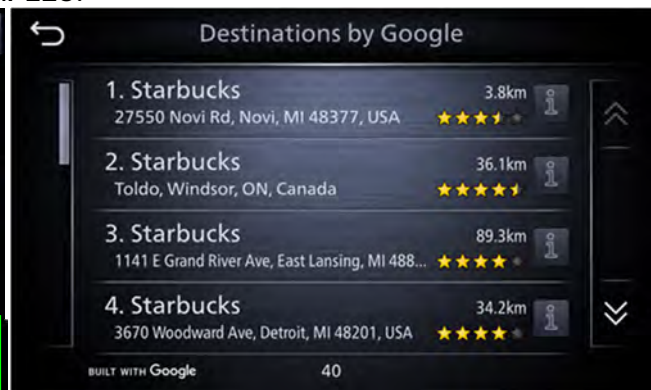 Destinations by Google
1. Starbucks
3.8km
27550 Novi Rd, Novi, MI 48377, USA
2. Starbucks
36.1km
Toldo, Windsor, ON, Canada
3. Starbucks
89.3km
1141 E Grand River Ave, East Lansing, MI 488...
4. Starbucks
34.2km
3670 Woodward Ave, Detroit, MI 48201, USA
BUILT WITH Google
40